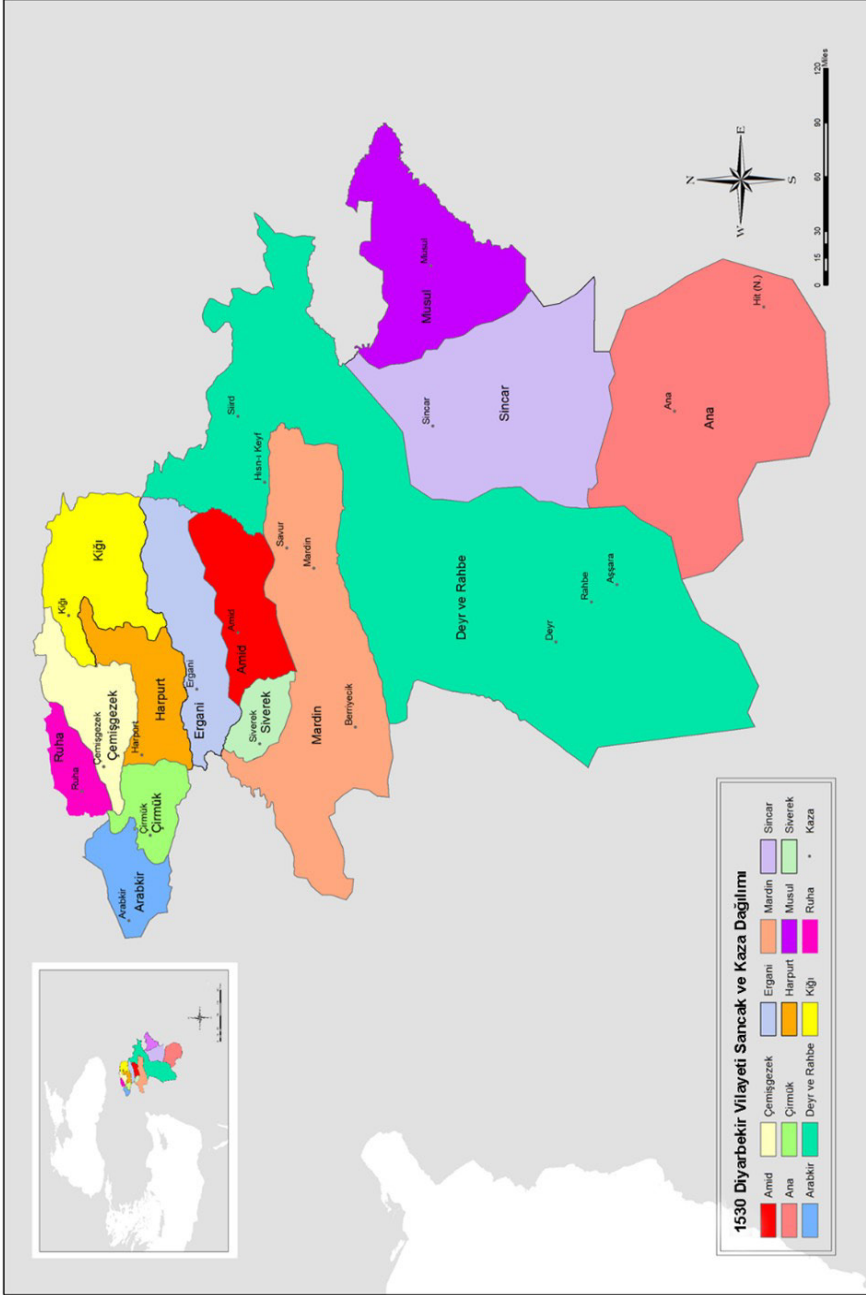 Kiğı
Kiğı
Ruha
Ruha
Çemişgezek
Çemişgezek
Harport
Harpurt
Çirmük
Çirmük
Arabkir
Arabkir
Ergani
Ergani
Amid
Amid
Siverek
Siverek
Siird
Hısn-ı Keyf
Savur
Mardin
Berriyecik
Mardin
Musul
Musul
Sincar
Sincar
Deyr ve Rahbe
Deyr
Rahbe
Aşşara
Ana
Ana
Hit (N.)
N
E
S
W
0 15 30 60 90 120
Miles
1530 Diyarbekir Vilayeti Sancak ve Kaza Dağılımı
Amid Çemişgezek Ergani Mardin Sincar
Ana Çirmük Harpurt Musul Siverek
Arabkir Deyr ve Rahbe Kiğı Ruha Kaza